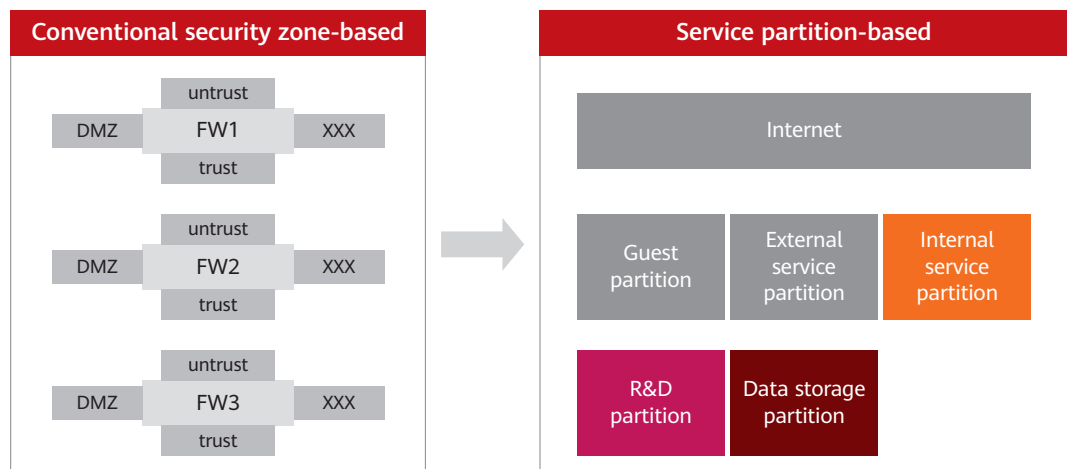 Conventional security zone-based
untrust
DMZ FW1 XXX
trust
untrust
DMZ FW2 XXX
trust
untrust
DMZ FW3 XXX
trust
Service partition-based
Internet
Guest
partition
External
service
partition
Internal
service
partition
R&D
partition
Data storage
partition